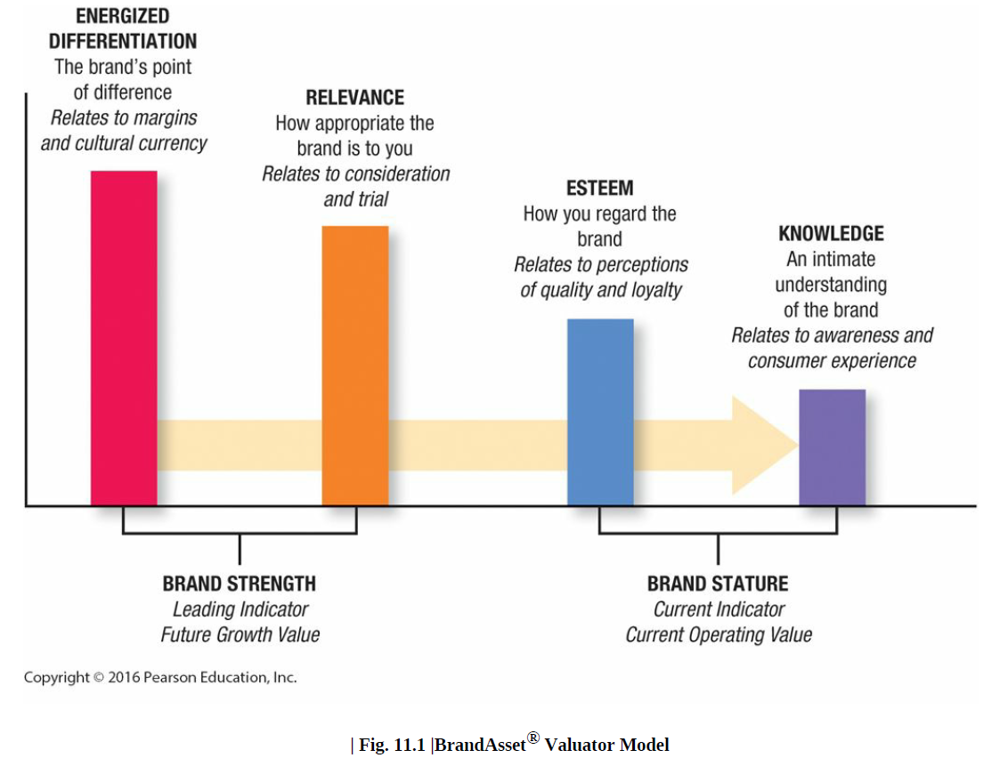 ENERGIZED
DIFFERENTIATION
The brand’s point
of difference
Relates to margins
and cultural currency
RELEVANCE
How appropriate the
brand is to you
Relates to consideration
and trial
ESTEEM
How you regard the
brand
Relates to perceptions
of quality and loyalty
KNOWLEDGE
An intimate
understanding
of the brand
Relates to awareness and
consumer experience
BRAND STRENGTH
Leading Indicator
Future Growth Value
BRAND STATURE
Current Indicator
Current Operating Value
Copyright © 2016 Pearson Education, Inc.
| Fig. 11.1 |BrandAsset® Valuator Model